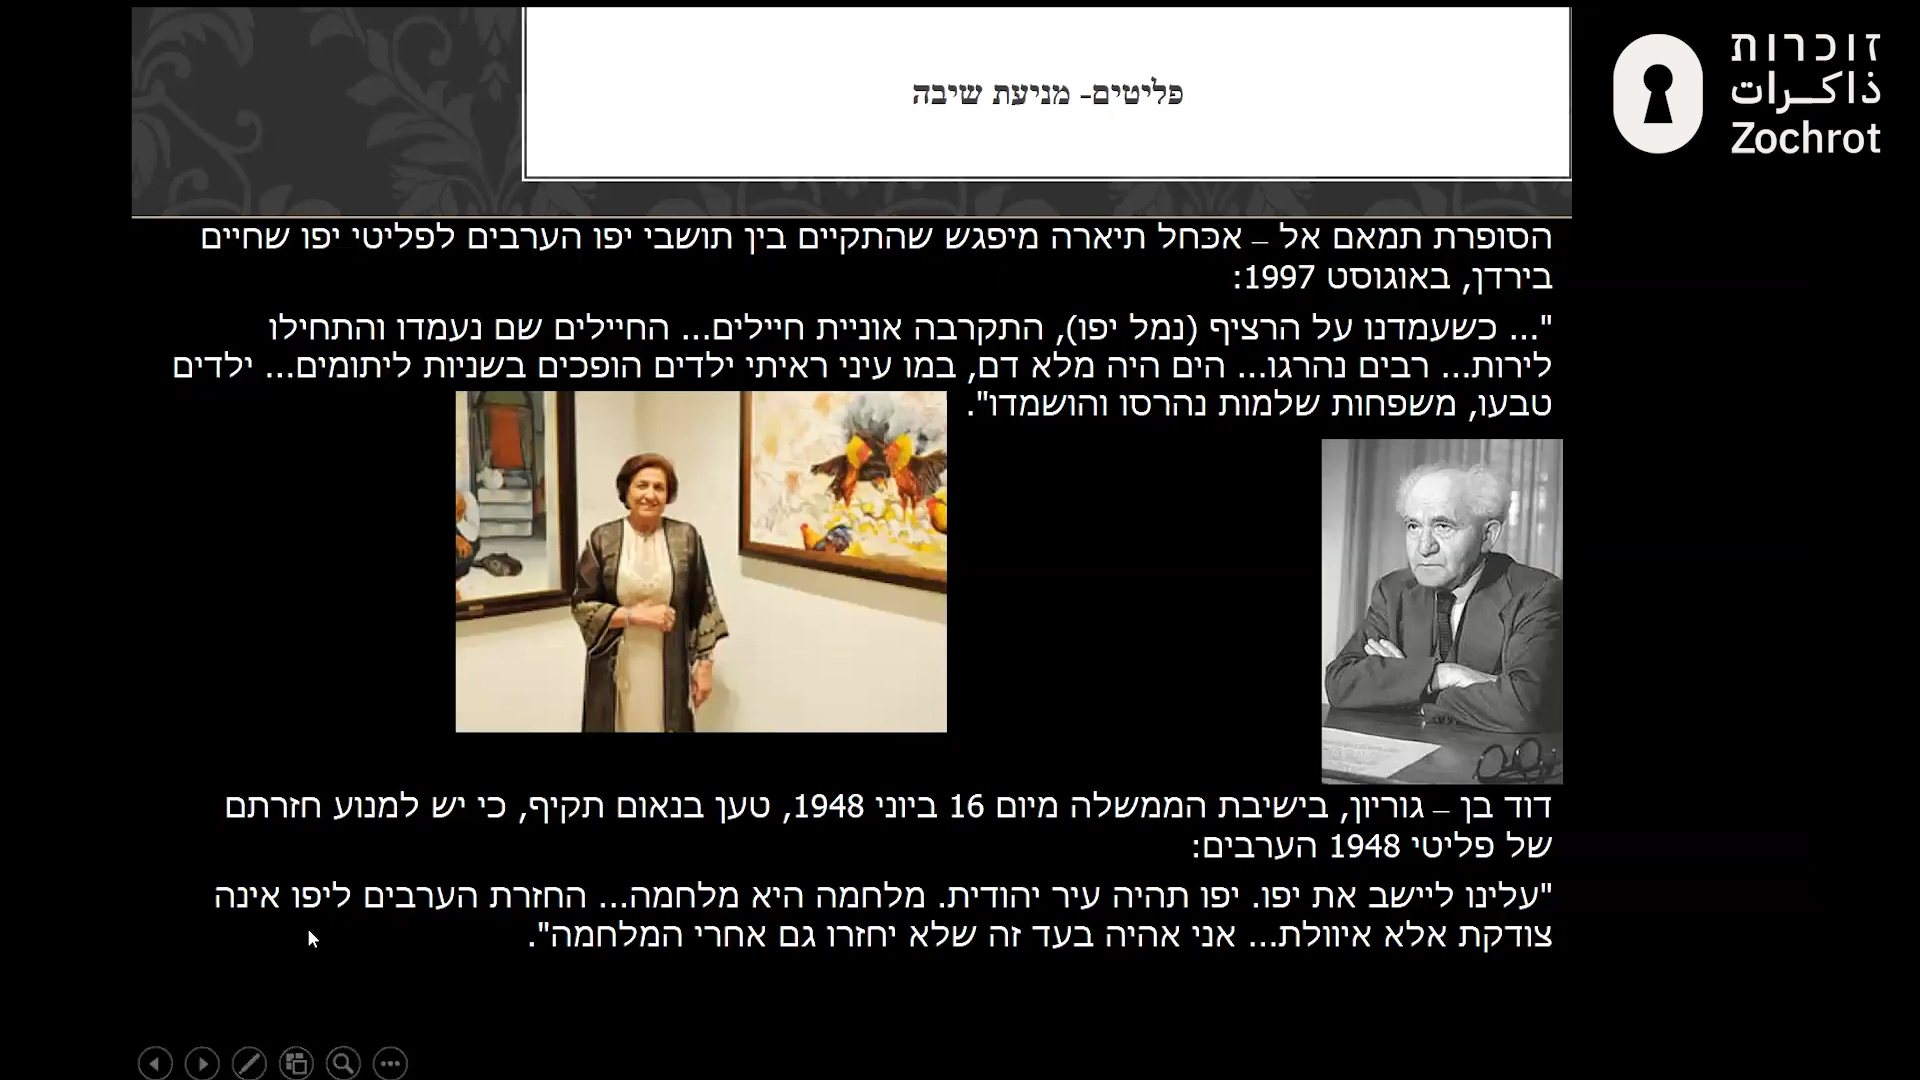 פליטים- מניעת שיבה
זוכרות
ذاكـرات
Zochrot
הסופרת תמאם אל – אכּחל תיארה מיפגש שהתקיים בין תושבי יפו הערבים לפליטי יפו שחיים
בירדן, באוגוסט 1997:
"... כשעמדנו על הרציף (נמל יפו), התקרבה אוניית חיילים... החיילים שם נעמדו והתחילו
לירות... רבים נהרגו... הים היה מלא דם, במו עיני ראיתי ילדים הופכים בשניות ליתומים... ילדים
טבעו, משפחות שלמות נהרסו והושמדו".
דוד בן – גוריון, בישיבת הממשלה מיום 16 ביוני 1948, טען בנאום תקיף, כי יש למנוע חזרתם
של פליטי 1948 הערבים:
"עלינו ליישב את יפו. יפו תהיה עיר יהודית. מלחמה היא מלחמה... החזרת הערבים ליפו אינה
צודקת אלא איוולת... אני אהיה בעד זה שלא יחזרו גם אחרי המלחמה".